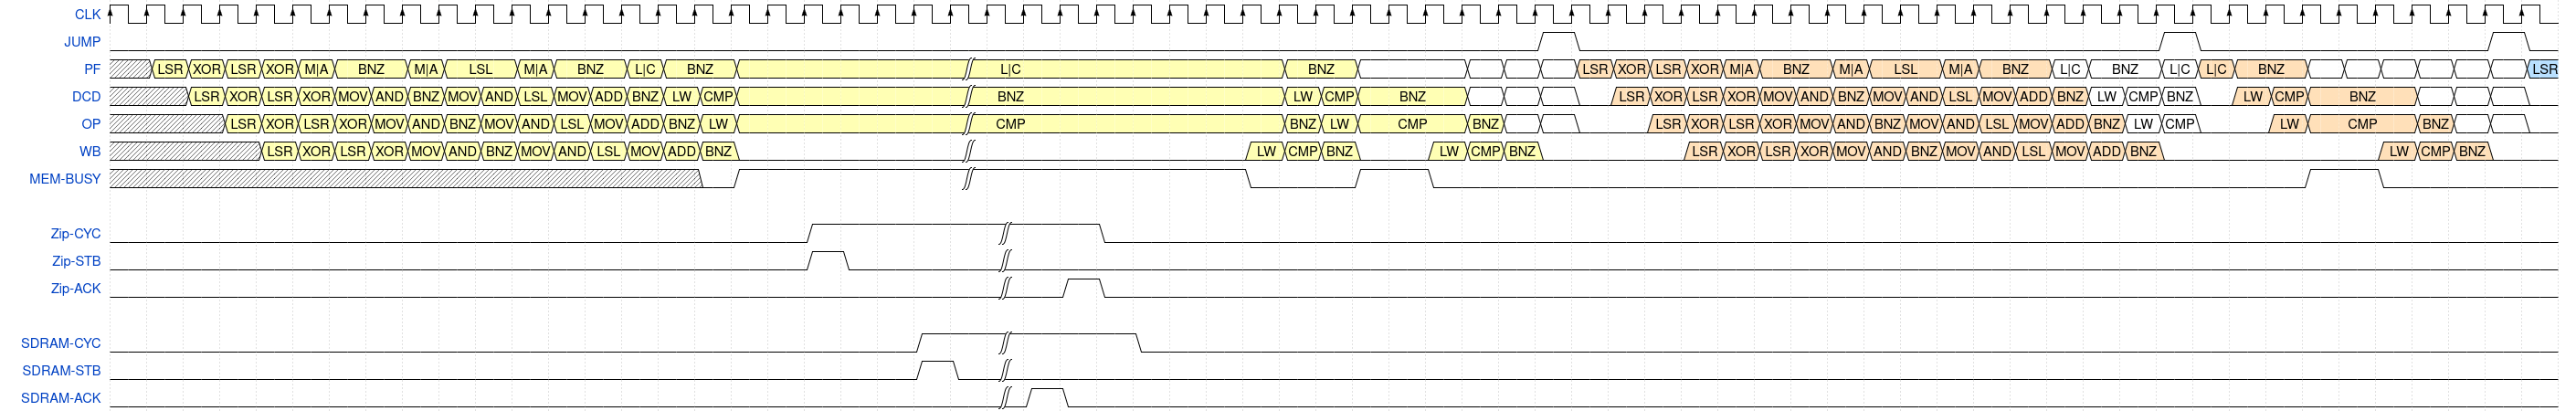 CLK
JUMP
PF LSR XOR LSR XOR M|A BNZ M|A LSL M|A BNZ L|C BNZ L|C BNZ LSR XOR LSR XOR M|A BNZ M|A LSL M|A BNZ L|C BNZ L|C L|C BNZ LSR
DCD LSR XOR LSR XOR MOV AND BNZ MOV AND LSL MOV ADD BNZ LW CMP BNZ LW CMP BNZ LSR XOR LSR XOR MOV AND BNZ MOV AND LSL MOV ADD BNZ LW CMP BNZ LW CMP BNZ
OP LSR XOR LSR XOR MOV AND BNZ MOV AND LSL MOV ADD BNZ LW CMP BNZ LW CMP BNZ LSR XOR LSR XOR MOV AND BNZ MOV AND LSL MOV ADD BNZ LW CMP LW CMP BNZ
WB LSR XOR LSR XOR MOV AND BNZ MOV AND LSL MOV ADD BNZ LW CMP BNZ LW CMP BNZ LSR XOR LSR XOR MOV AND BNZ MOV AND LSL MOV ADD BNZ LW CMP BNZ
MEM-BUSY
Zip-CYC
Zip-STB
Zip-ACK
SDRAM-CYC
SDRAM-STB
SDRAM-ACK